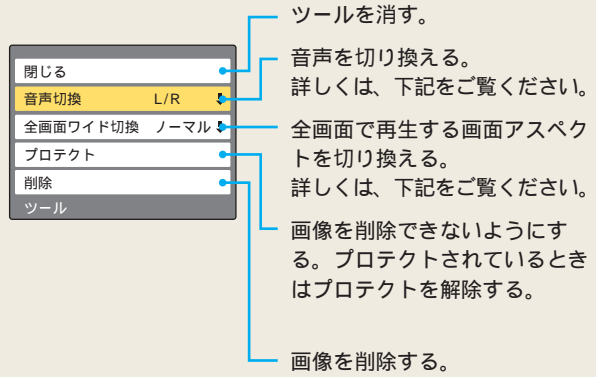 閉じる
音声切換 L/R
全画面ワイド切換 ノーマル
プロテクト
削除
ツール
ツールを消す。
音声を切り換える。
詳しくは、下記をご覧ください。
全画面で再生する画面アスペク
トを切り換える。
詳しくは、下記をご覧ください。
画像を削除できないようにす
る。プロテクトされているとき
はプロテクトを解除する。
画像を削除する。